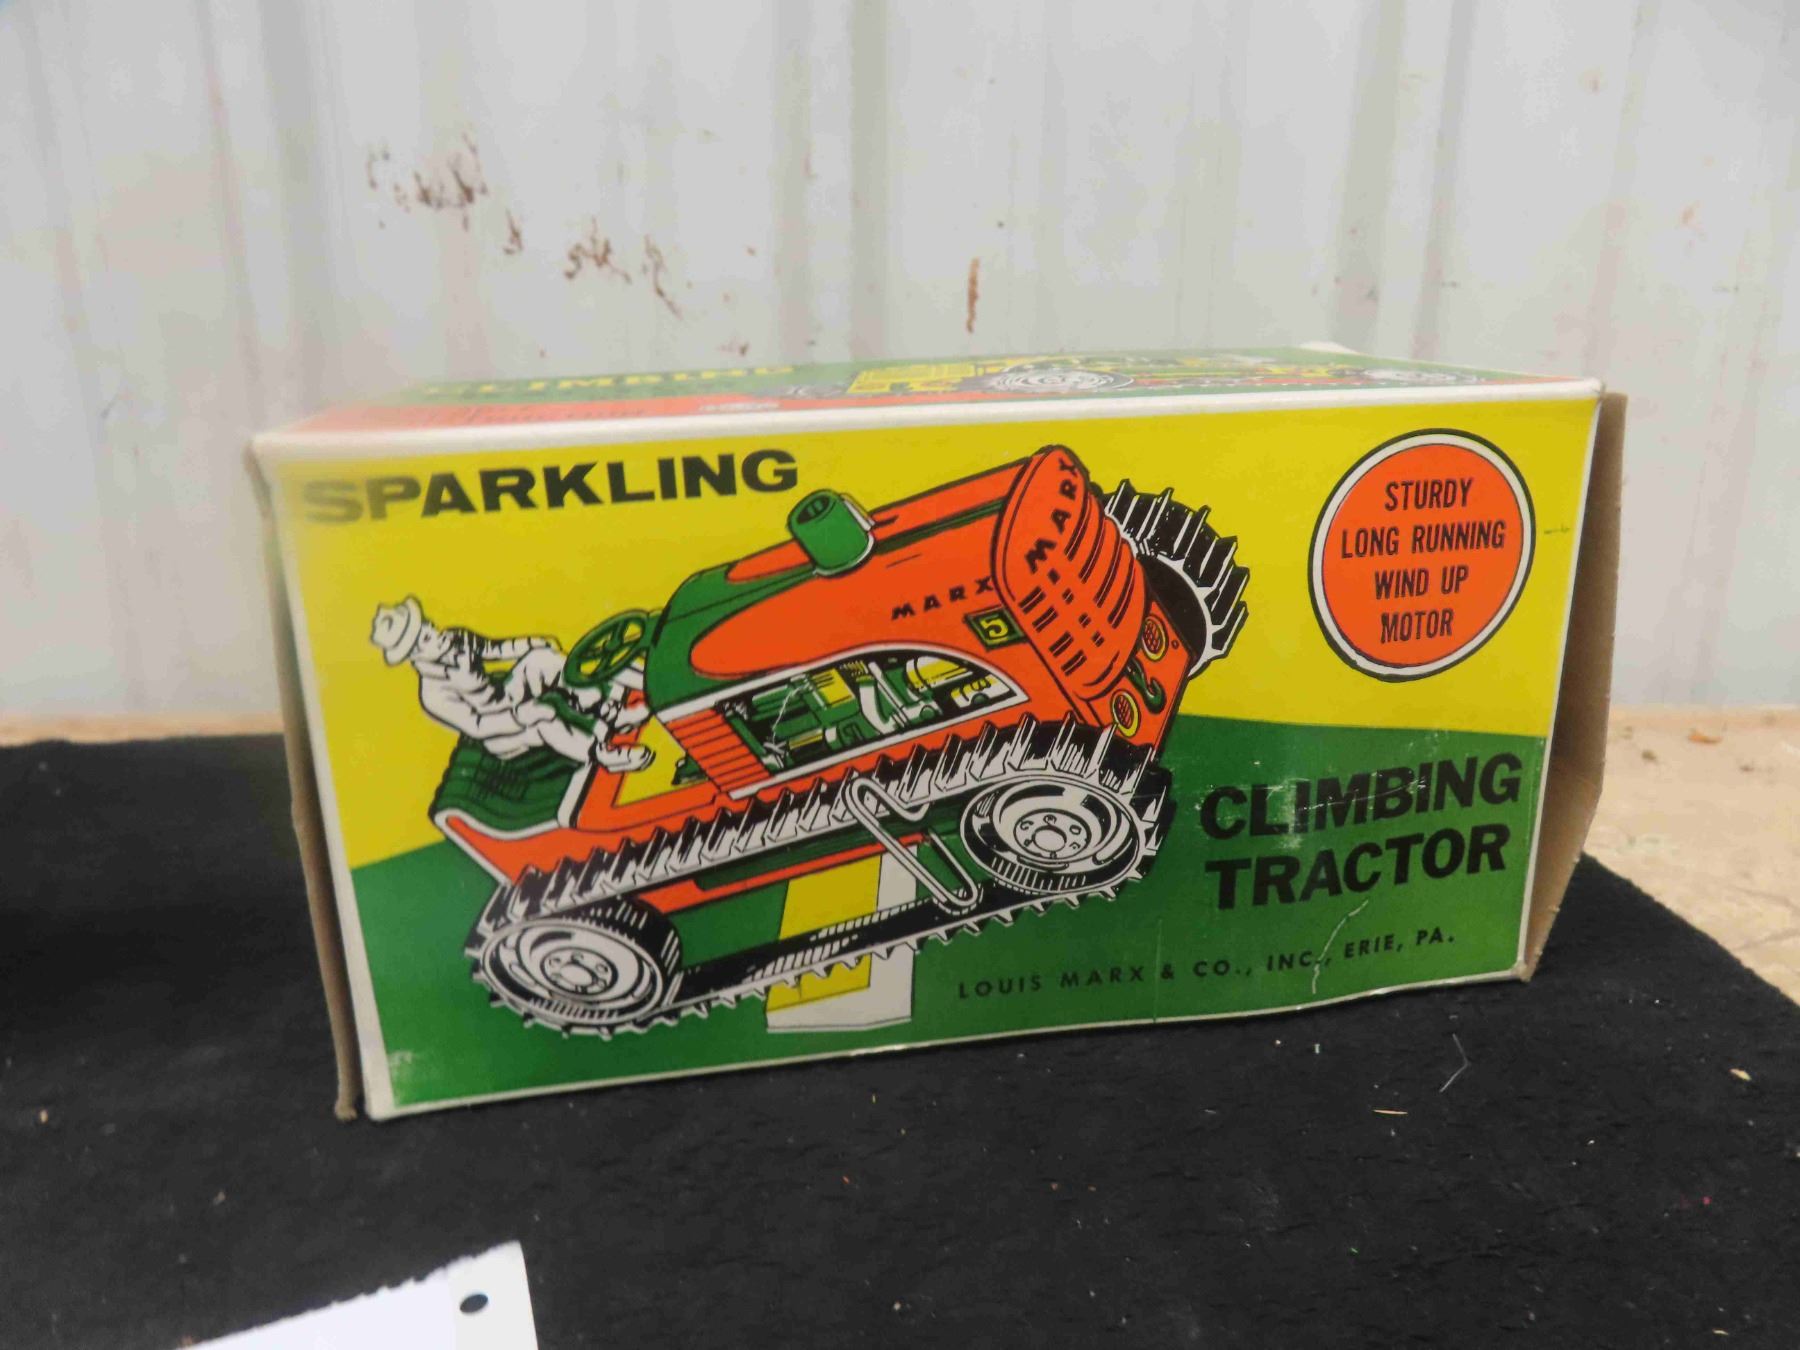 CLIMBING
SPARKLING
MARX
MARX
5
STURDY
LONG RUNNING
WIND UP
MOTOR
CLIMBING
TRACTOR
LOUIS MARX & CO., INC., ERIE, PA.